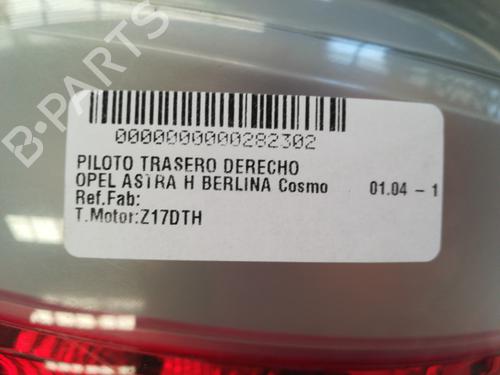 B-PARTS
0000000000282302
PILOTO TRASERO DERECHO
OPEL ASTRA H BERLINA Cosmo 01.04 - 1
Ref.Fab:
T.Motor:Z17DTH